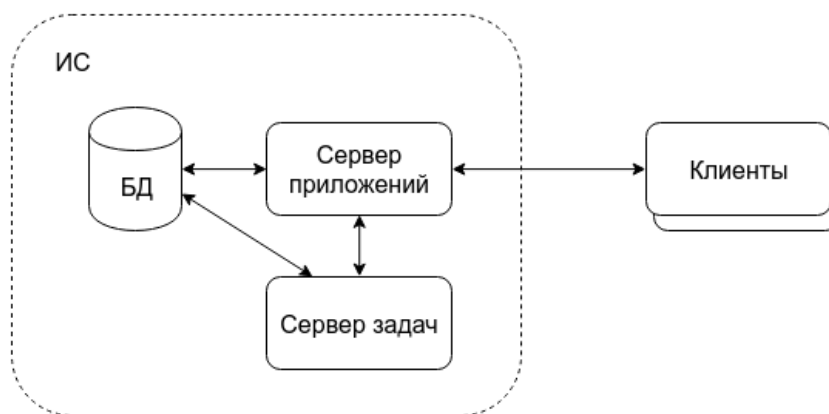 ИС
БД
Сервер
приложений
Клиенты
Сервер задач